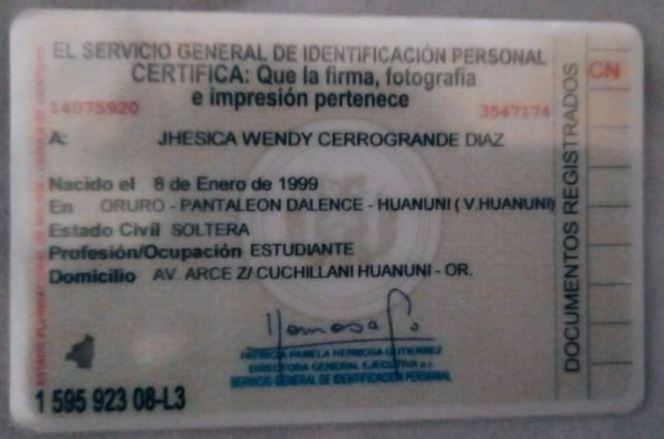 EL SERVICIO GENERAL DE IDENTIFICACIÓN PERSONAL
CERTIFICA: Que la firma, fotografía
e impresión pertenece
14075920
3547174
A: JHESICA WENDY CERROGRANDE DIAZ
Nacido el 8 de Enero de 1999
En ORURO - PANTALEON DALENCE - HUANUNI ( V.HUANUNI)
Estado Civil SOLTERA
Profesión/Ocupación ESTUDIANTE
Domicilio AV. ARCE Z/ CUCHILLANI HUANUNI - OR.
PATRICIA PAMELA HERMOSA GUTIERREZ
DIRECTORA GENERAL EJECUTIVA a.i.
SERVICIO GENERAL DE IDENTIFICACIÓN PERSONAL
1 595 923 08-L3
DOCUMENTOS REGISTRADOS
CN